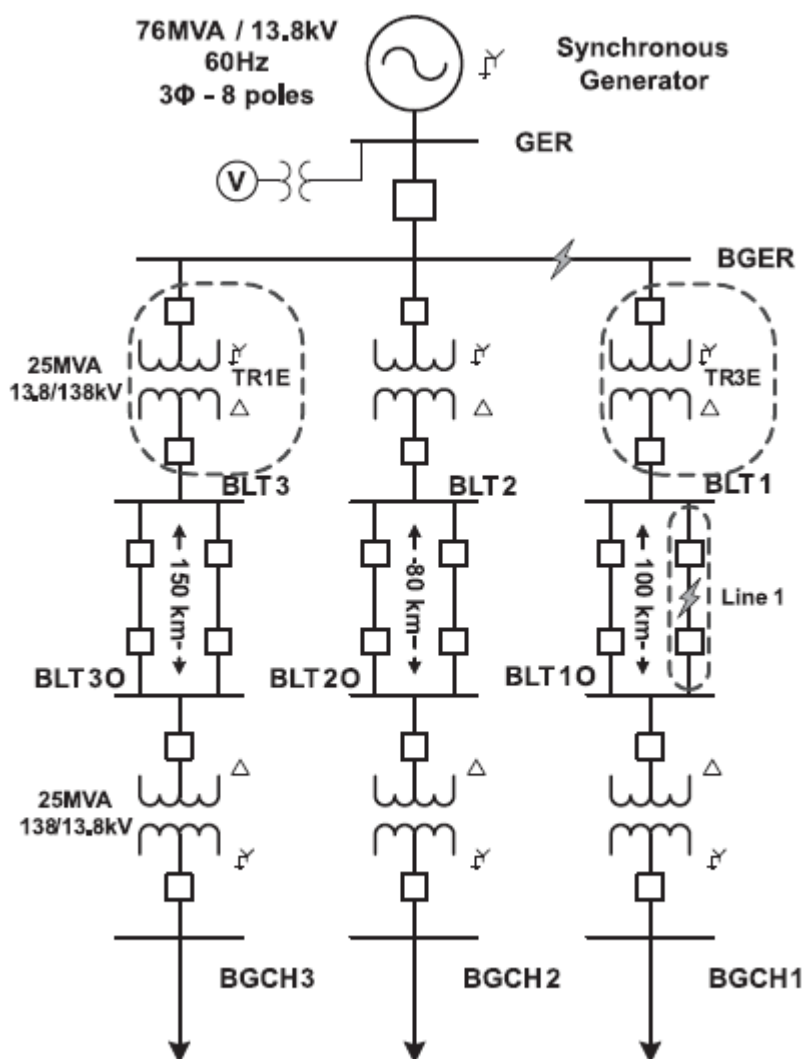 76MVA / 13.8kV
60Hz
3Φ - 8 poles
Synchronous
Generator
GER
V
BGER
25MVA
13.8/138kV
TR1E
TR3E
BLT3
BLT2
BLT1
150 km
-80 km-
100 km
Line 1
BLT3O
BLT2O
BLT1O
25MVA
138/13.8kV
BGCH3
BGCH2
BGCH1